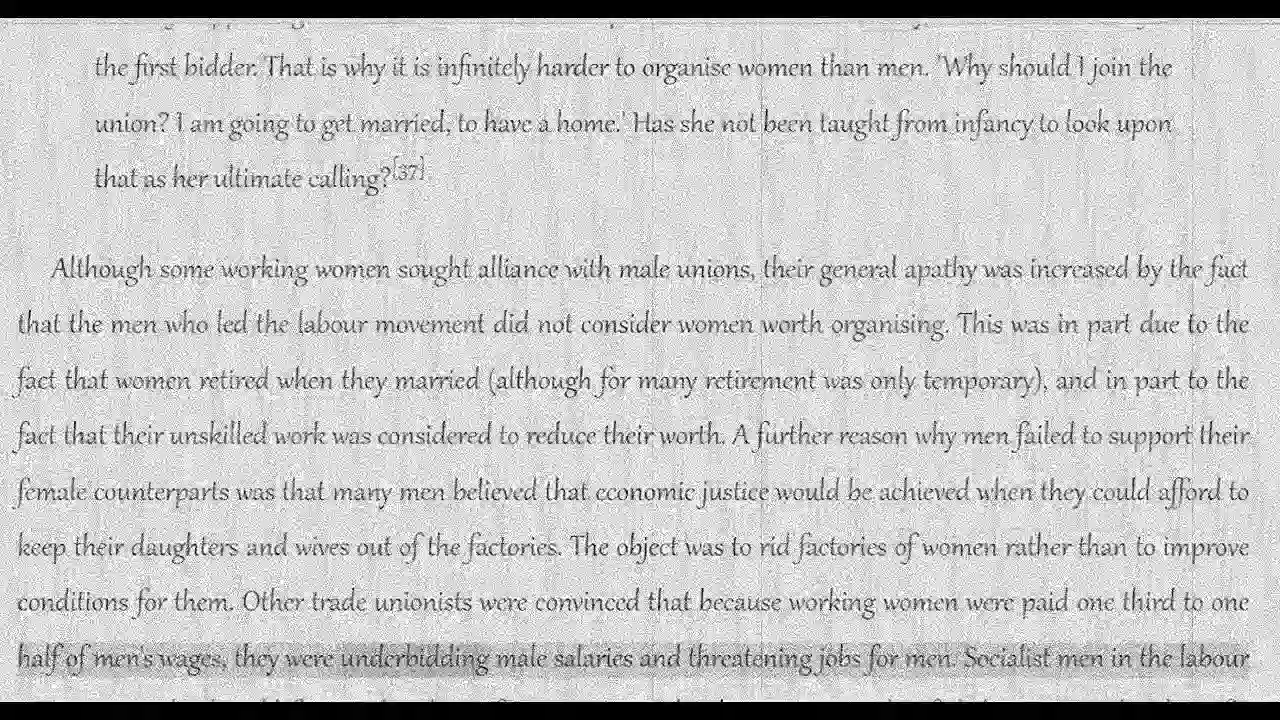 the first bidder. That is why it is infinitely harder to organise women than men. 'Why should I join the
union? I am going to get married, to have a home.' Has she not been taught from infancy to look upon
that as her ultimate calling?[37]
Although some working women sought alliance with male unions, their general apathy was increased by the fact
that the men who led the labour movement did not consider women worth organising. This was in part due to the
fact that women retired when they married (although for many retirement was only temporary), and in part to the
fact that their unskilled work was considered to reduce their worth. A further reason why men failed to support their
female counterparts was that many men believed that economic justice would be achieved when they could afford to
keep their daughters and wives out of the factories. The object was to rid factories of women rather than to improve
conditions for them. Other trade unionists were convinced that because working women were paid one third to one
half of men's wages, they were underbidding male salaries and threatening jobs for men. Socialist men in the labour